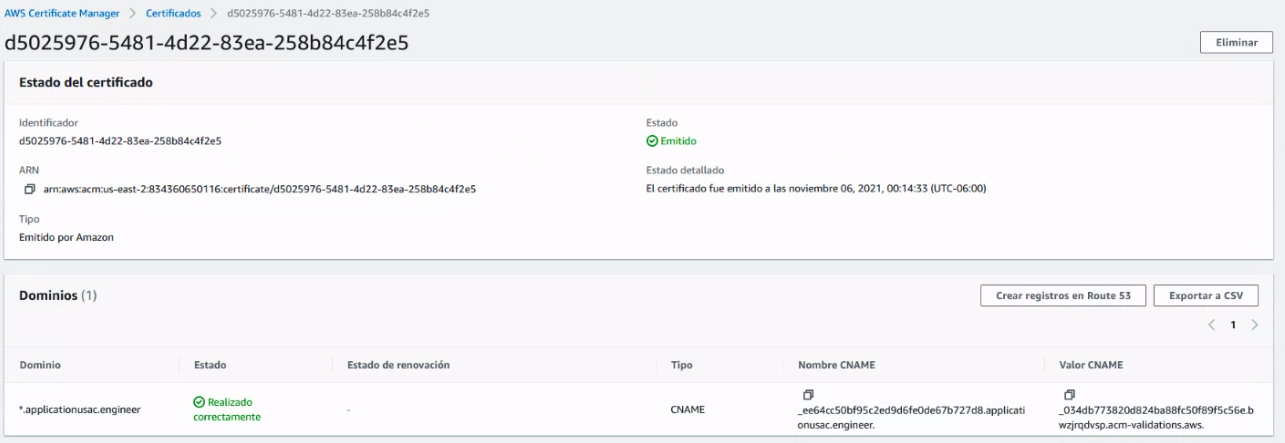 AWS Certificate Manager > Certificados > d5025976-5481-4d22-83ea-258b84c4f2e5
d5025976-5481-4d22-83ea-258b84c4f2e5
Eliminar
Estado del certificado
Identificador
d5025976-5481-4d22-83ea-258b84c4f2e5
Estado
Emitido
ARN
arn:aws:acm:us-east-2:834360650116:certificate/d5025976-5481-4d22-83ea-258b84c4f2e5
Estado detallado
El certificado fue emitido a las noviembre 06, 2021, 00:14:33 (UTC-06:00)
Tipo
Emitido por Amazon
Dominios (1)
Crear registros en Route 53
Exportar a CSV
< 1 >
Dominio Estado Estado de renovación Tipo Nombre CNAME Valor CNAME
*.applicationusac.engineer
Realizado
correctamente
-
CNAME
_ee64cc50bf95c2ed9d6fe0de67b727d8.applicati
onusac.engineer.
_034db773820d824ba88fc50f89f5c56e.b
wzjrqdvsp.acm-validations.aws.